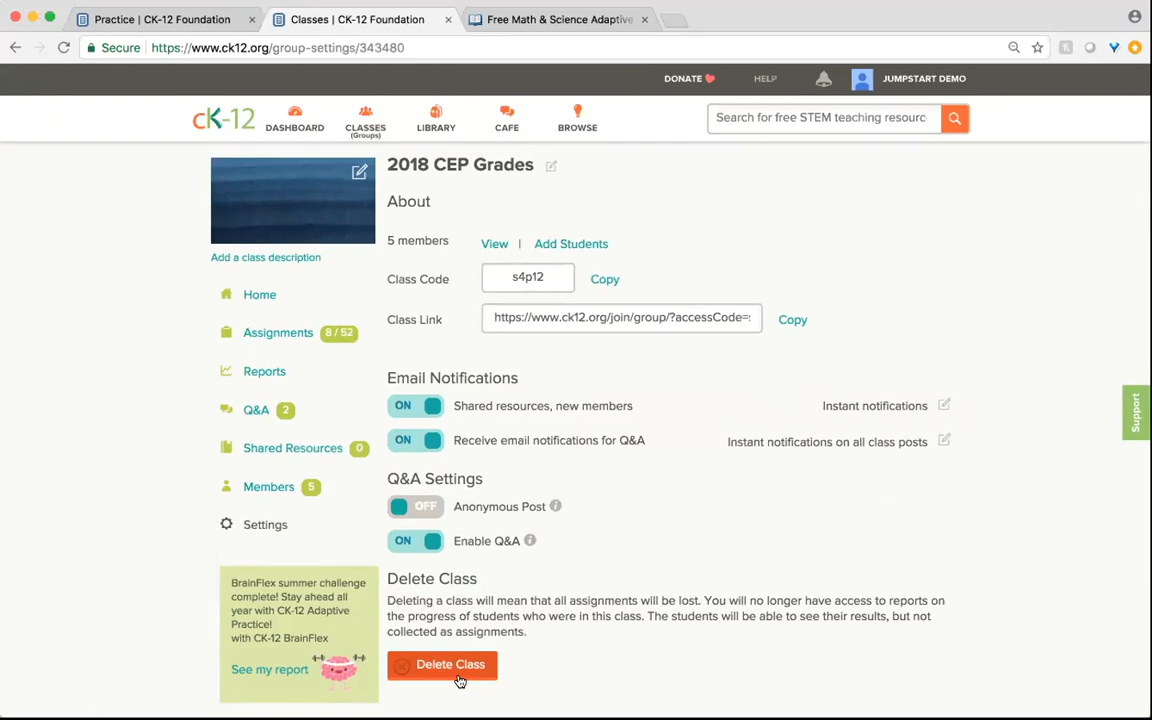 Practice | CK-12 Foundation
Classes | CK-12 Foundation
Free Math & Science Adaptive
Secure https://www.ck12.org/group-settings/343480
DONATE HELP JUMPSTART DEMO
cK-12
DASHBOARD
CLASSES
(Groups)
LIBRARY
CAFE
BROWSE
Search for free STEM teaching resourc
2018 CEP Grades
About
5 members View | Add Students
Class Code s4p12 Copy
Class Link https://www.ck12.org/join/group/?accessCode=s Copy
Add a class description
Home
Assignments 8 / 52
Reports
Q&A 2
Shared Resources 0
Members 5
Settings
Email Notifications
ON Shared resources, new members Instant notifications
ON Receive email notifications for Q&A Instant notifications on all class posts
Q&A Settings
OFF Anonymous Post
ON Enable Q&A
Delete Class
Deleting a class will mean that all assignments will be lost. You will no longer have access to reports on
the progress of students who were in this class. The students will be able to see their results, but not
collected as assignments.
Delete Class
BrainFlex summer challenge
complete! Stay ahead all
year with CK-12 Adaptive
Practice!
with CK-12 BrainFlex
See my report
Support